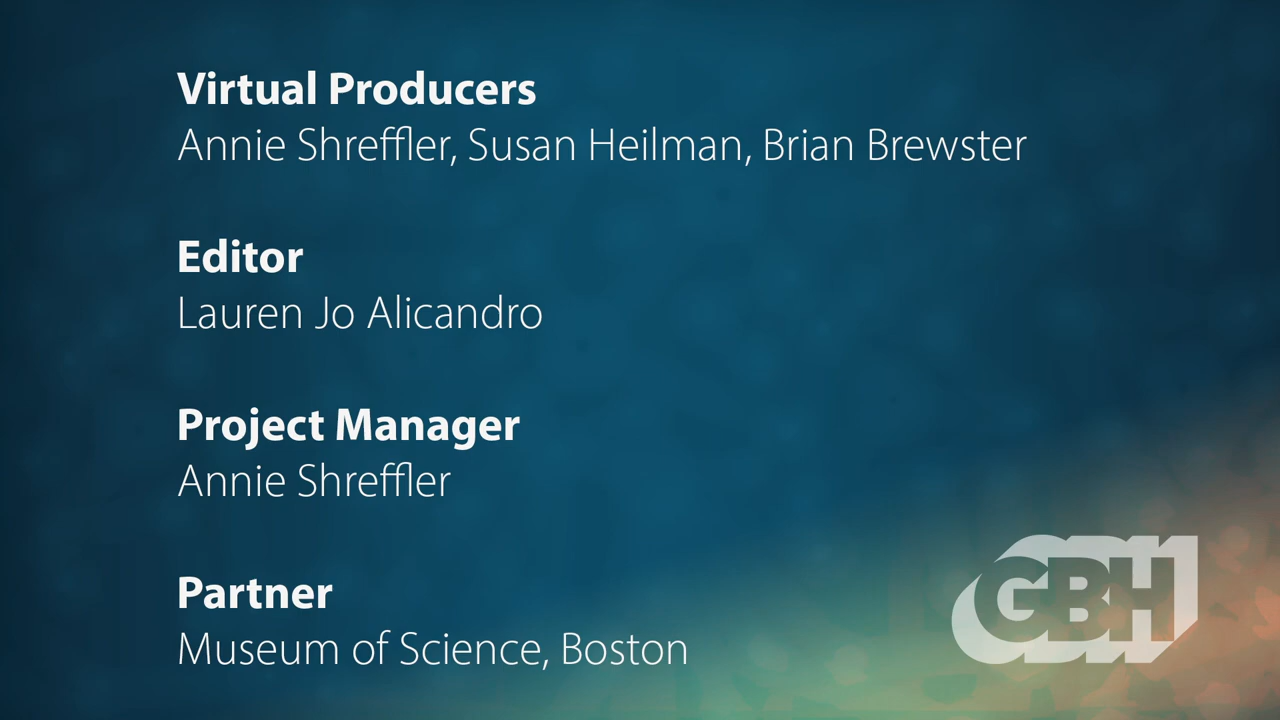 Virtual Producers
Annie Shreffler, Susan Heilman, Brian Brewster
Editor
Lauren Jo Alicandro
Project Manager
Annie Shreffler
Partner
Museum of Science, Boston
GBH